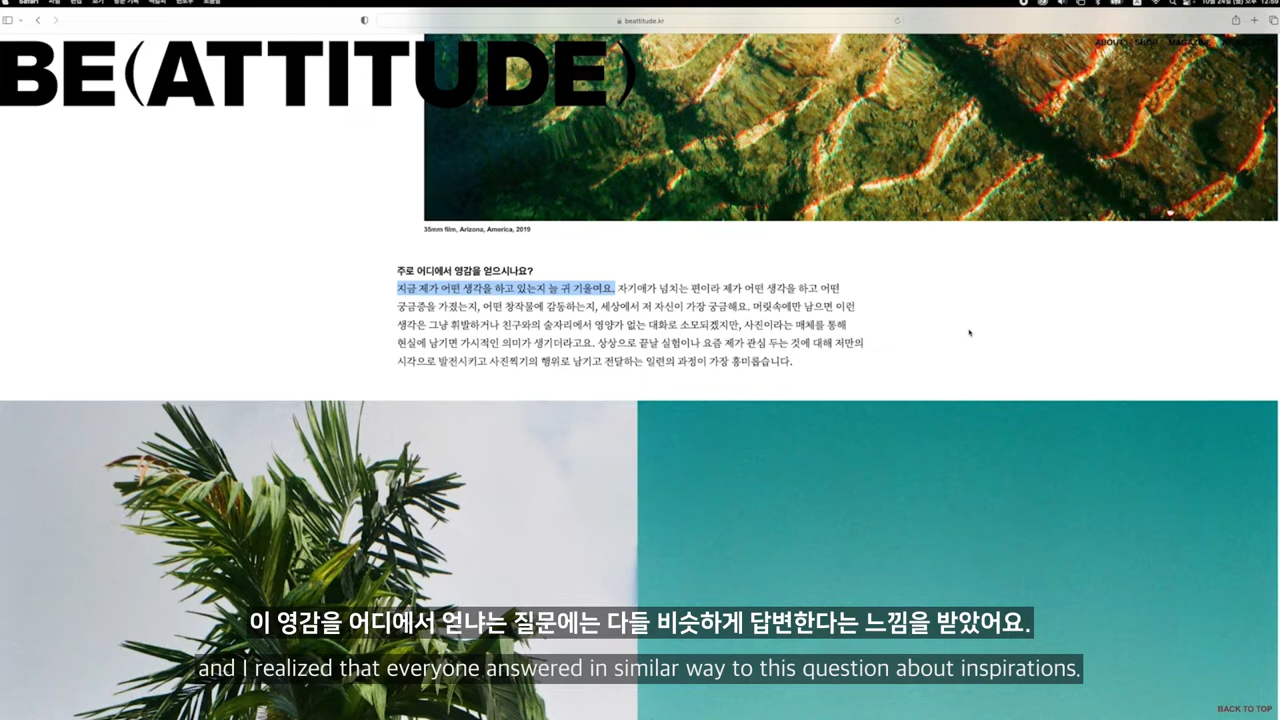 beattitude.kr
BE(ATTITUDE)
35mm film, Arizona, America, 2019
주로 어디에서 영감을 얻으시나요?
지금 제가 어떤 생각을 하고 있는지 늘 귀 기울여요. 자기애가 넘치는 편이라 제가 어떤 생각을 하고 어떤
궁금증을 가졌는지, 어떤 창작물에 감동하는지, 세상에서 저 자신이 가장 궁금해요. 머릿속에만 남으면 이런
생각은 그냥 휘발하거나 친구와의 술자리에서 영양가 없는 대화로 소모되겠지만, 사진이라는 매체를 통해
현실에 남기면 가시적인 의미가 생기더라고요. 상상으로 끝날 실험이나 요즘 제가 관심 두는 것에 대해 저만의
시각으로 발전시키고 사진찍기의 행위로 남기고 전달하는 일련의 과정이 가장 흥미롭습니다.
이 영감을 어디에서 얻냐는 질문에는 다들 비슷하게 답변한다는 느낌을 받았어요.
and I realized that everyone answered in similar way to this question about inspirations.
BACK TO TOP